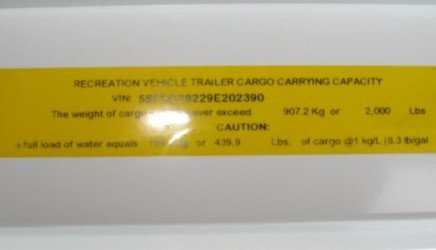 RECREATION VEHICLE TRAILER CARGO CARRYING CAPACITY
VIN:
The weight of cargo exceed 907.2 Kg or 2,000 Lbs
CAUTION:
a full load of water equals or 439.9 Lbs. of cargo @1 kg/L (8.3 lb/gal